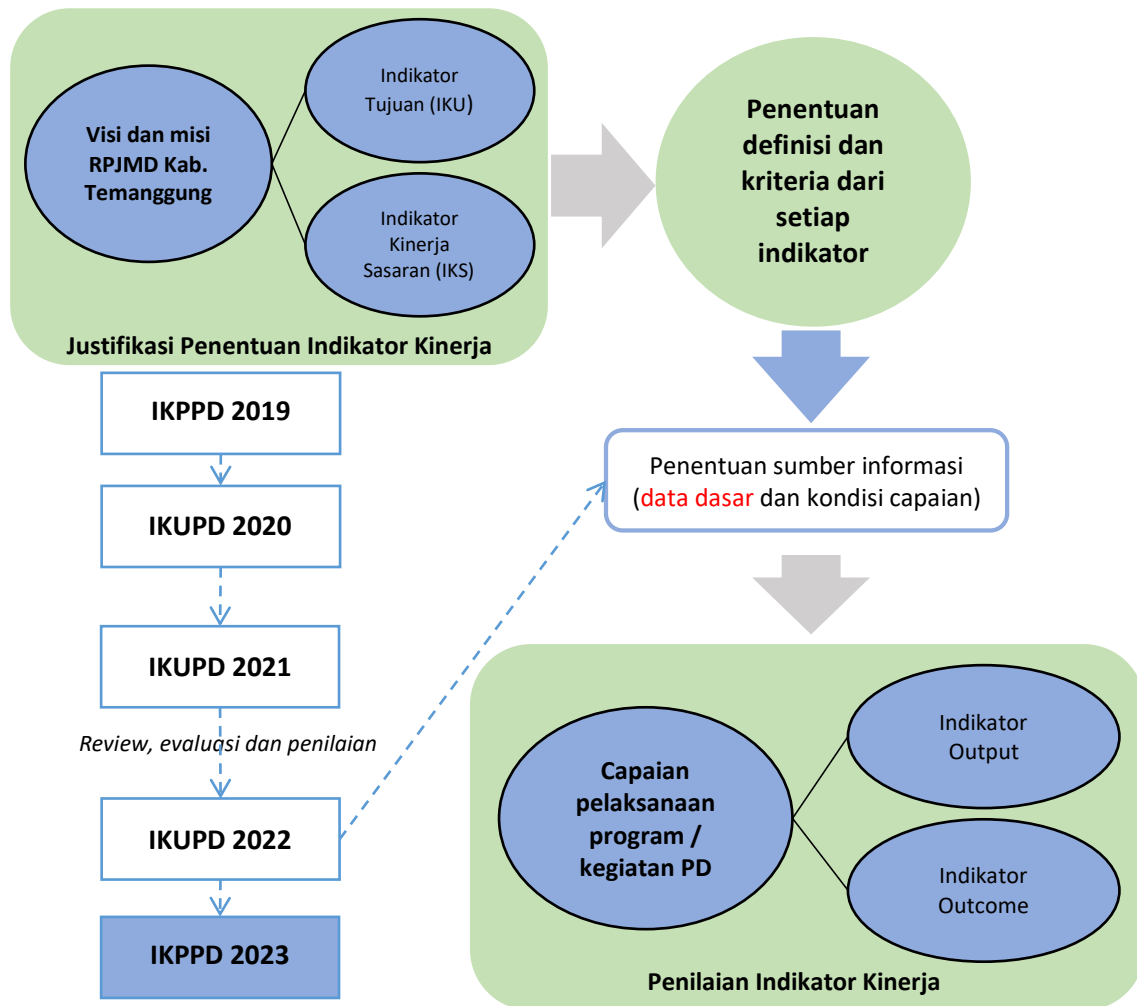 Visi dan misi
RPJMD Kab.
Temanggung
Indikator
Tujuan (IKU)
Indikator
Kinerja
Sasaran (IKS)
Justifikasi Penentuan Indikator Kinerja
Penentuan
definisi dan
kriteria dari
setiap
indikator
IKPPD 2019
IKUPD 2020
IKUPD 2021
Review, evaluasi dan penilaian
IKUPD 2022
IKPPD 2023
Penentuan sumber informasi
(data dasar dan kondisi capaian)
Capaian
pelaksanaan
program /
kegiatan PD
Indikator
Output
Indikator
Outcome
Penilaian Indikator Kinerja